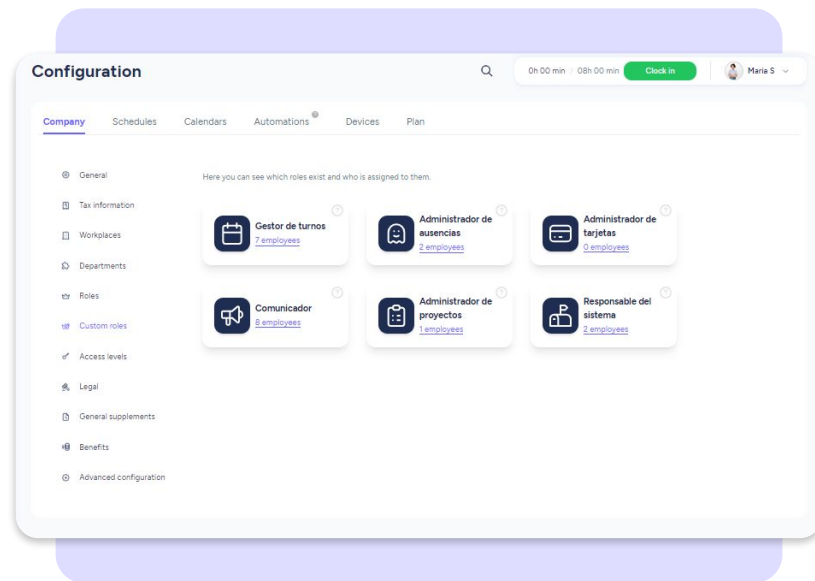 Configuration
0h 00 min / 08h 00 min
Clock in
Maria S
Company
Schedules
Calendars
Automations
Devices
Plan
General
Tax information
Workplaces
Departments
Roles
Custom roles
Access levels
Legal
General supplements
Benefits
Advanced configuration
Here you can see which roles exist and who is assigned to them.
Gestor de turnos
7 employees
Administrador de
ausencias
2 employees
Administrador de
tarjetas
0 employees
Comunicador
8 employees
Administrador de
proyectos
1 employees
Responsable del
sistema
2 employees